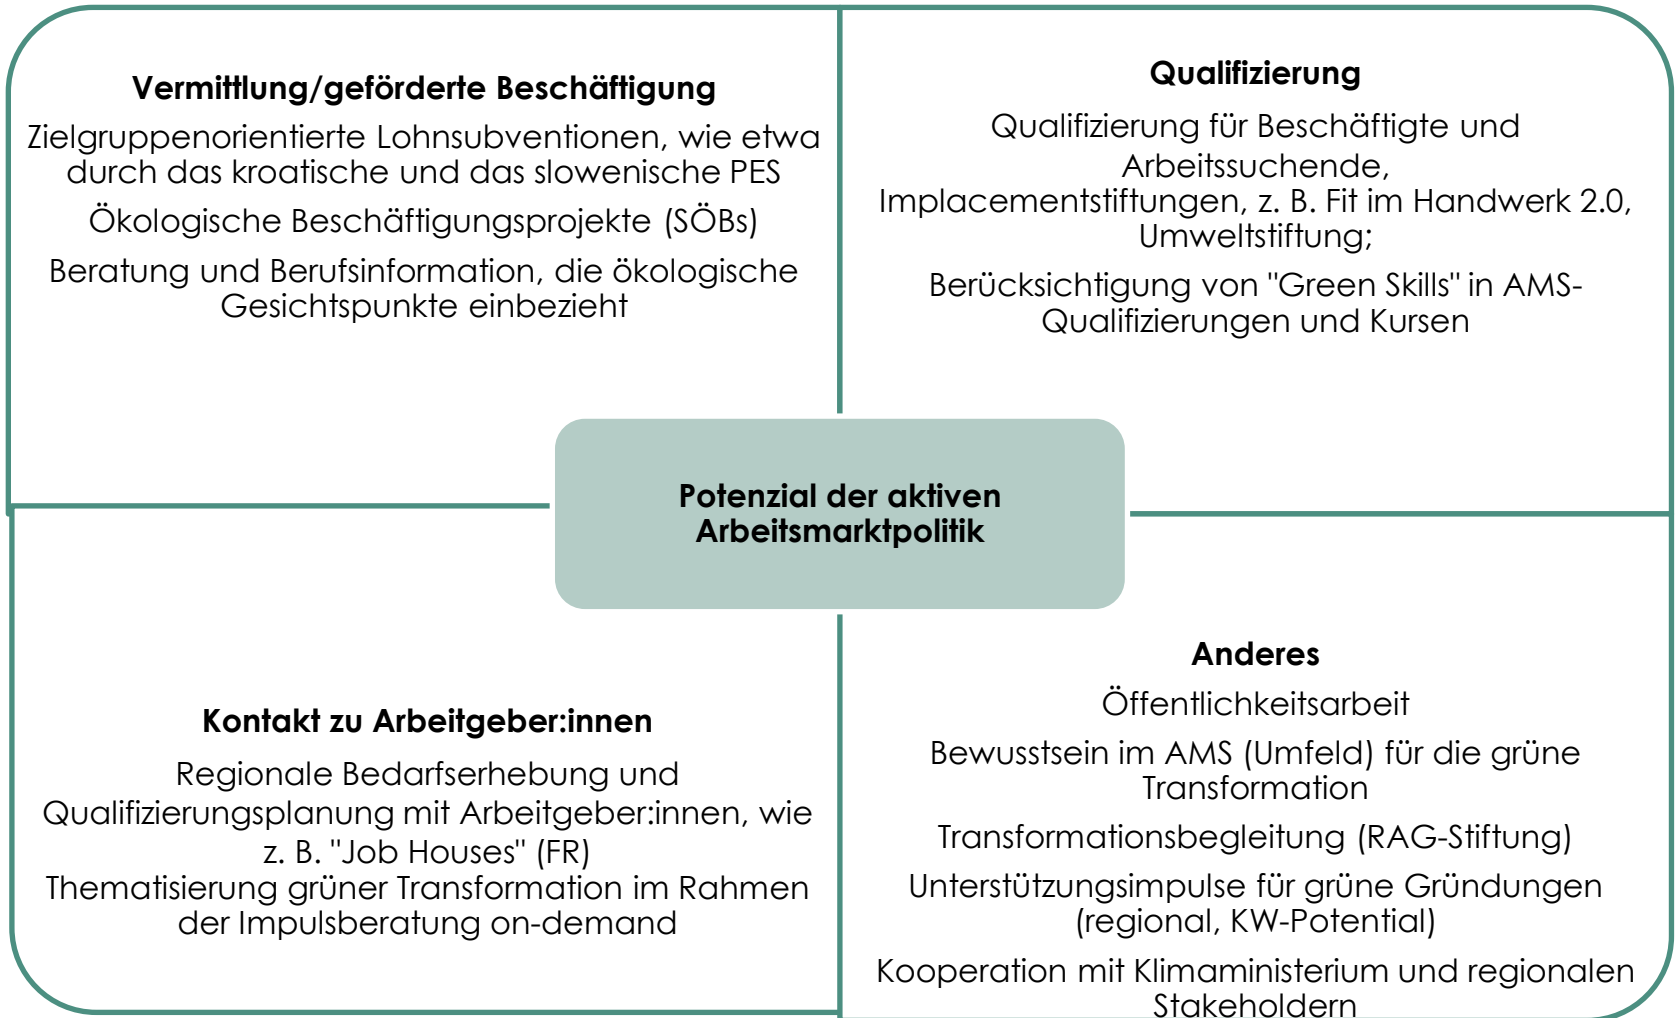 Vermittlung/geförderte Beschäftigung
Zielgruppenorientierte Lohnsubventionen, wie etwa
durch das kroatische und das slowenische PES
Ökologische Beschäftigungsprojekte (SÖBs)
Beratung und Berufsinformation, die ökologische
Gesichtspunkte einbezieht
Qualifizierung
Qualifizierung für Beschäftigte und
Arbeitssuchende,
Implacementstiftungen, z. B. Fit im Handwerk 2.0,
Umweltstiftung;
Berücksichtigung von "Green Skills" in AMS-
Qualifizierungen und Kursen
Potenzial der aktiven
Arbeitsmarktpolitik
Kontakt zu Arbeitgeber:innen
Regionale Bedarfserhebung und
Qualifizierungsplanung mit Arbeitgeber:innen, wie
z. B. "Job Houses" (FR)
Thematisierung grüner Transformation im Rahmen
der Impulsberatung on-demand
Anderes
Öffentlichkeitsarbeit
Bewusstsein im AMS (Umfeld) für die grüne
Transformation
Transformationsbegleitung (RAG-Stiftung)
Unterstützungsimpulse für grüne Gründungen
(regional, KW-Potential)
Kooperation mit Klimaministerium und regionalen
Stakeholdern